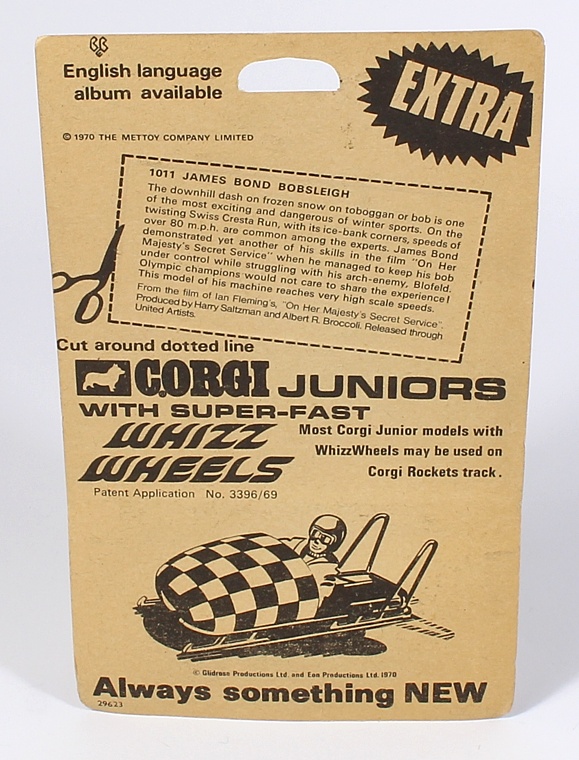 English language
album available
EXTRA
© 1970 THE METTOY COMPANY LIMITED
1011 JAMES BOND BOBSLEIGH
The downhill dash on frozen snow on toboggan or bob is one
of the most exciting and dangerous of winter sports. On the
twisting Swiss Cresta Run, with its ice-bank corners, speeds of
over 80 m.p.h. are common among the experts. James Bond
demonstrated yet another of his skills in the film "On Her
Majesty's Secret Service" when he managed to keep his bob
under control while struggling with his arch-enemy, Blofeld.
Olympic champions would not care to share the experience!
This model of his machine reaches very high scale speeds.
From the film of Ian Fleming's, "On Her Majesty's Secret Service".
Produced by Harry Saltzman and Albert R. Broccoli. Released through
United Artists.
Cut around dotted line
CORGI JUNIORS
WITH SUPER-FAST
WHIZZ
WHEELS
Patent Application No. 3396/69
Most Corgi Junior models with
WhizzWheels may be used on
Corgi Rockets track.
© Glidrose Productions Ltd. and Eon Productions Ltd. 1970
Always something NEW
29623